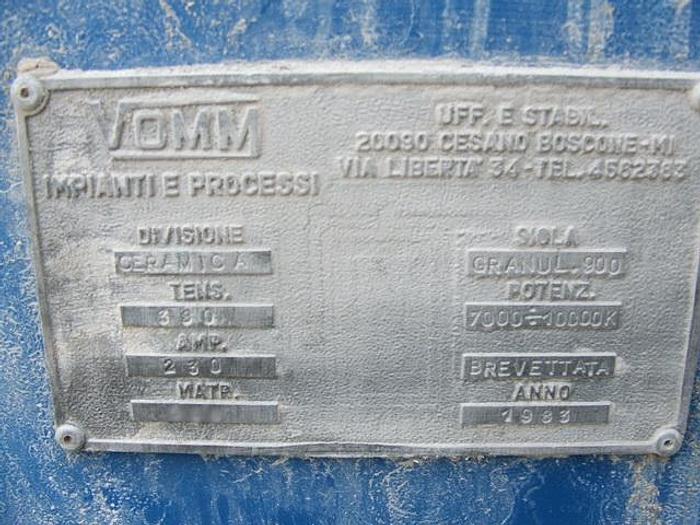 VOMM
IMPIANTI E PROCESSI
UFF. E STABIL.
20090 CESANO BOSCONE-MI
VIA LIBERTA' 34-TEL. 4562383
DIVISIONE
CERAMICA
TENS.
380
AMP.
230
MATR.
SIGLA
GRANUL.900
POTENZ.
7000÷10000K
BREVETTATA
ANNO
1983